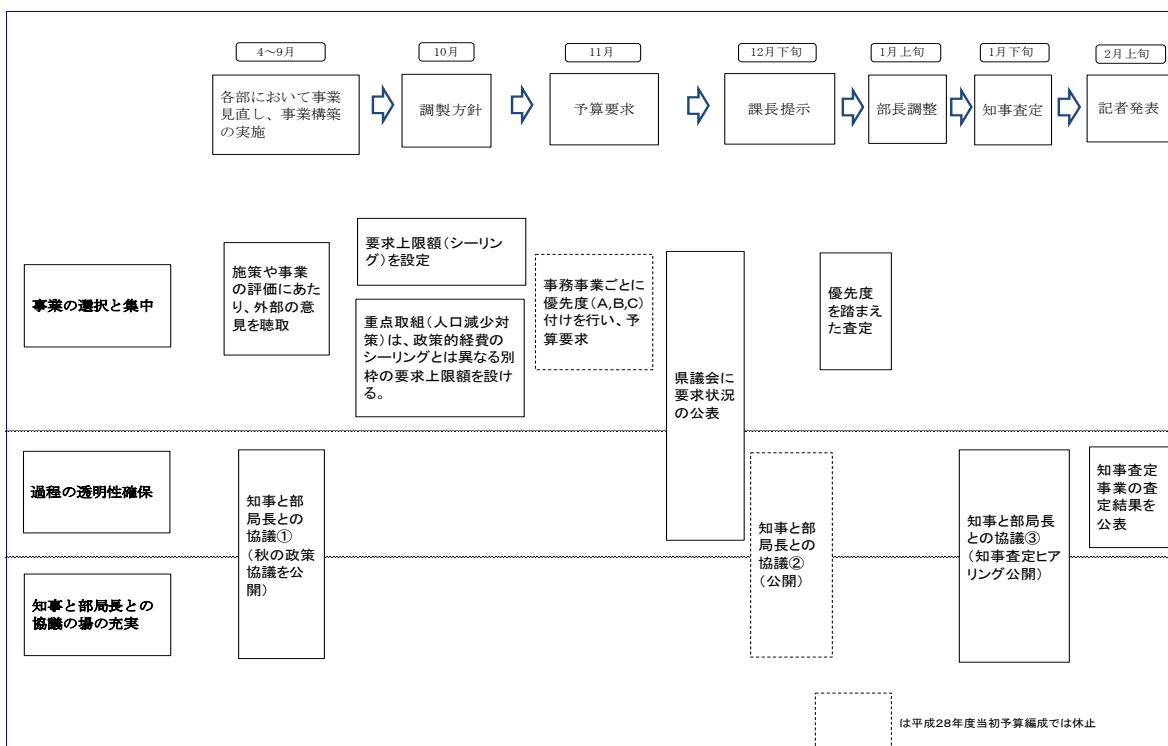 4～9月
10月
11月
12月下旬
1月上旬
1月下旬
2月上旬
各部において事業
見直し、事業構築
の実施
調製方針
予算要求
課長提示
部長調整
知事査定
記者発表
事業の選択と集中
施策や事業
の評価にあた
り、外部の意
見を聴取
要求上限額（シーリン
グ）を設定
重点取組（人口減少対
策）は、政策的経費の
シーリングとは異なる別
枠の要求上限額を設け
る。
事務事業ごとに
優先度（A,B,C）
付けを行い、予
算要求
県議会に
要求状況
の公表
優先度
を踏まえ
た査定
過程の透明性確保
知事と部
局長との
協議①
（秋の政策
協議を公
開）
知事と部
局長との
協議②
（公開）
知事と部局長
との協議③
（知事査定ヒア
リング公開）
知事査定
事業の査
定結果を
公表
知事と部局長との
協議の場の充実
は平成28年度当初予算編成では休止